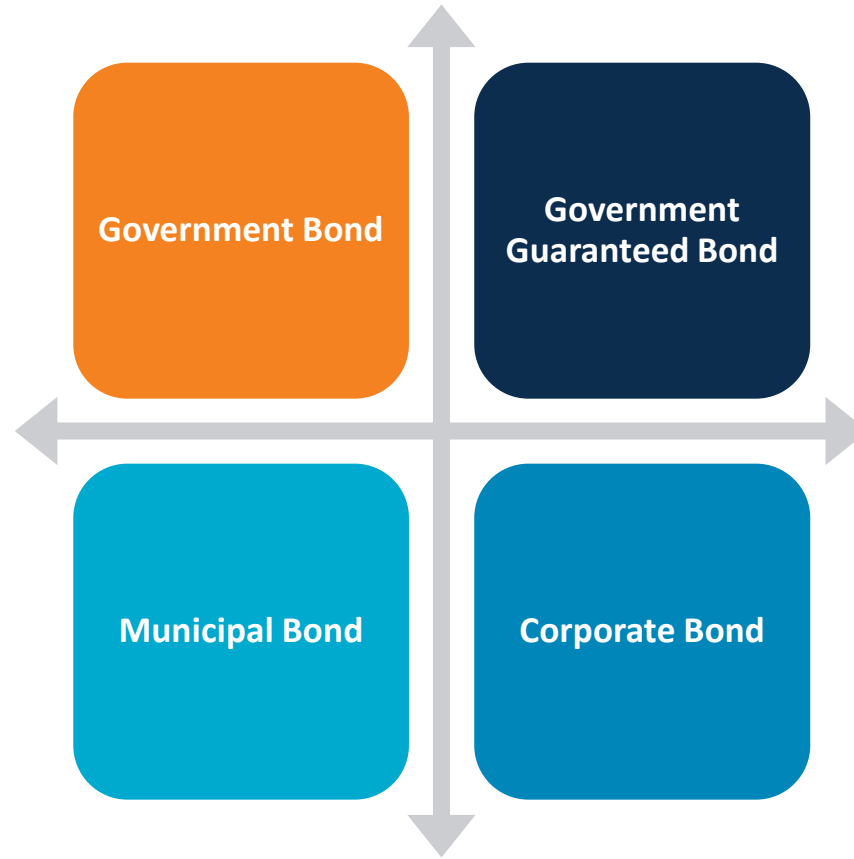 Government Bond
Government
Guaranteed Bond
Municipal Bond
Corporate Bond